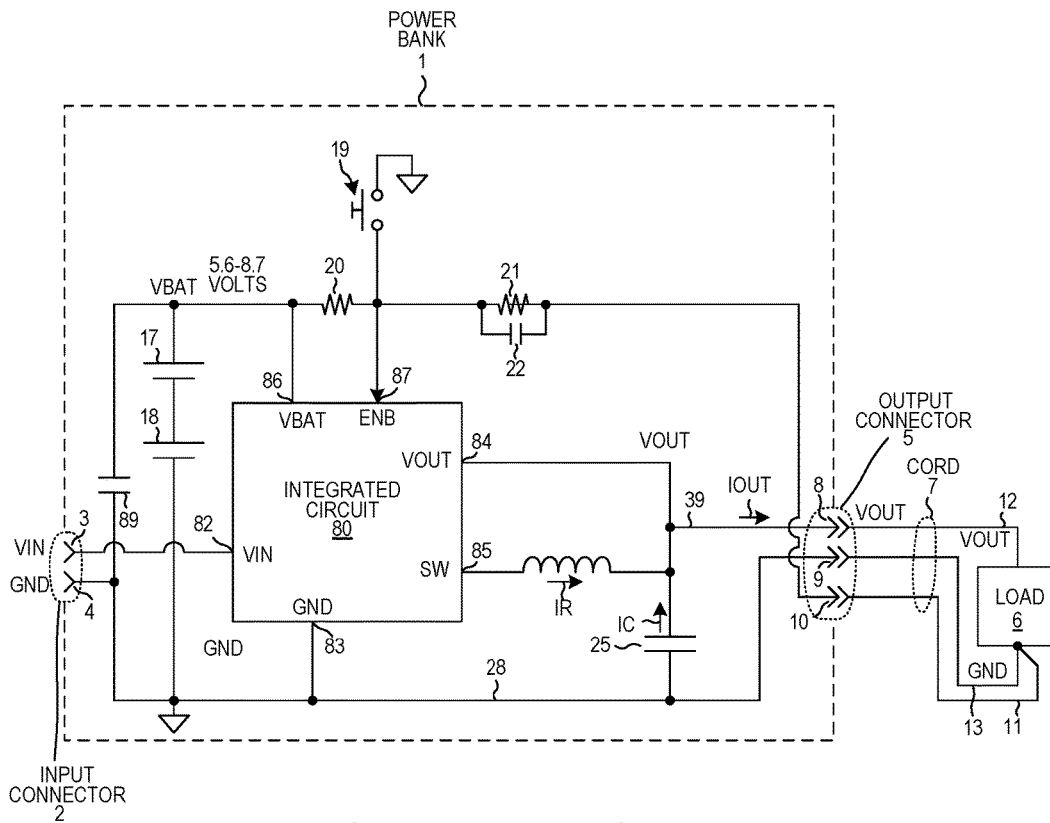 POWER
BANK
1
19
5.6-8.7
VOLTS
VBAT
20
21
22
17
18
89
86
87
VBAT
ENB
84
VOUT
VOUT
INTEGRATED
CIRCUIT
80
82
VIN
SW
85
GND
83
GND
3
VIN
GND
4
IR
IC
25
28
39
IOUT
OUTPUT
CONNECTOR
5
CORD
7
8
VOUT
9
10
12
VOUT
LOAD
6
GND
13
11
INPUT
CONNECTOR
2